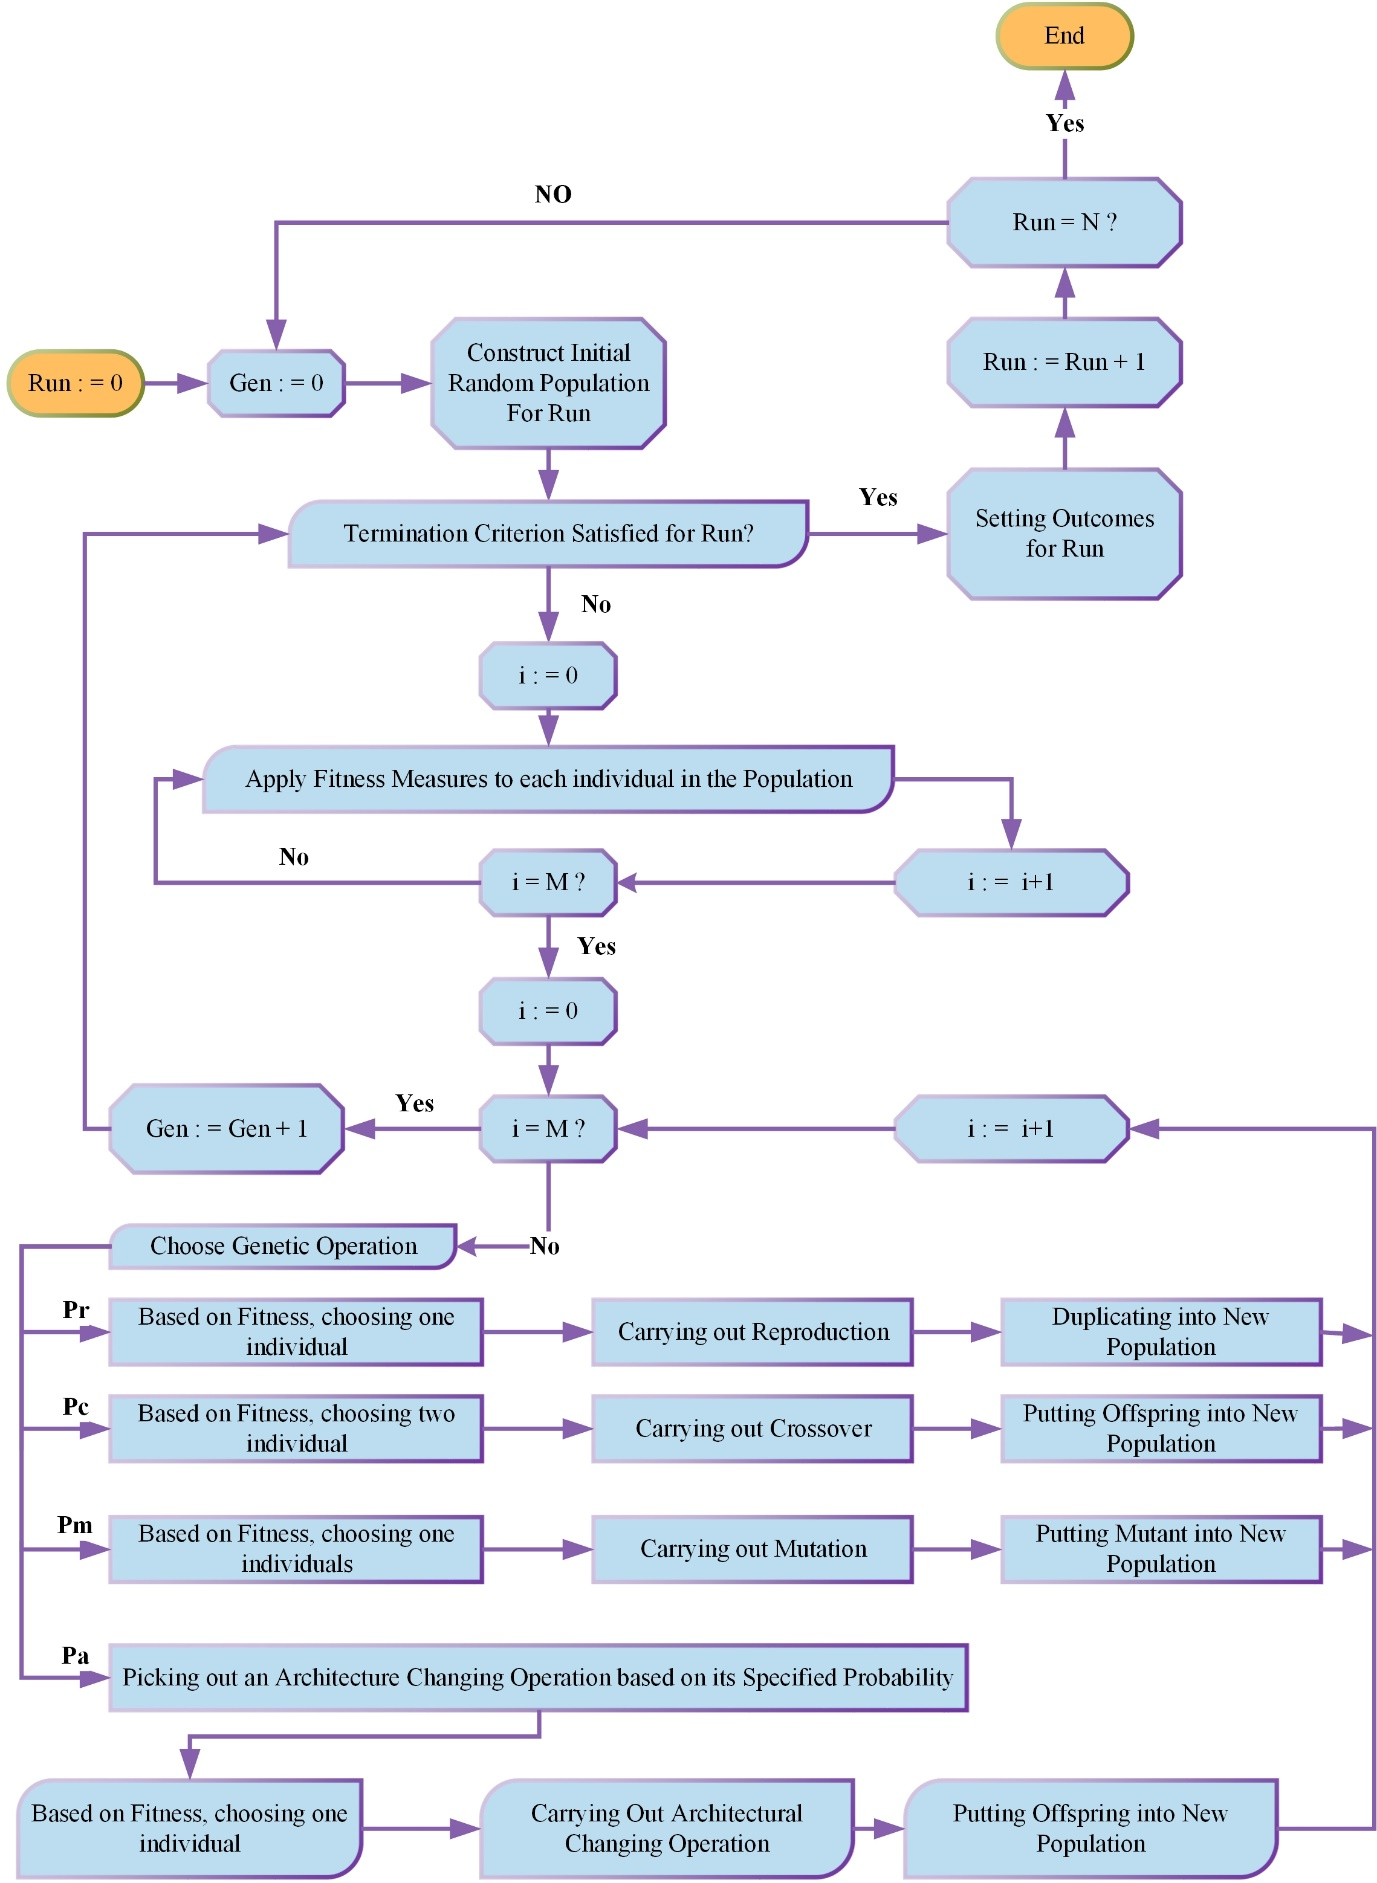 End
Yes
NO
Run = N ?
Run : = 0
Gen : = 0
Construct Initial
Random Population
For Run
Run : = Run + 1
Termination Criterion Satisfied for Run?
Yes
Setting Outcomes
for Run
No
i : = 0
Apply Fitness Measures to each individual in the Population
No
i = M ?
i : =  i+1
Yes
i : = 0
Gen : = Gen + 1
Yes
i = M ?
i : =  i+1
Choose Genetic Operation
No
Pr
Based on Fitness, choosing one
individual
Carrying out Reproduction
Duplicating into New
Population
Pc
Based on Fitness, choosing two
individual
Carrying out Crossover
Putting Offspring into New
Population
Pm
Based on Fitness, choosing one
individuals
Carrying out Mutation
Putting Mutant into New
Population
Pa
Picking out an Architecture Changing Operation based on its Specified Probability
Based on Fitness, choosing one
individual
Carrying Out Architectural
Changing Operation
Putting Offspring into New
Population